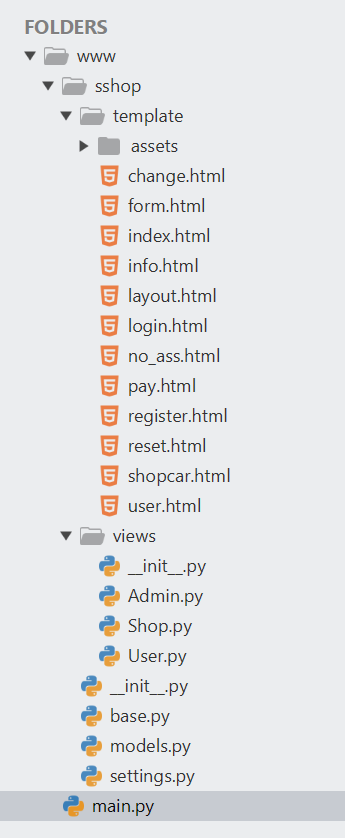 FOLDERS
www
sshop
template
assets
change.html
form.html
index.html
info.html
layout.html
login.html
no_ass.html
pay.html
register.html
reset.html
shopcar.html
user.html
views
__init__.py
Admin.py
Shop.py
User.py
__init__.py
base.py
models.py
settings.py
main.py